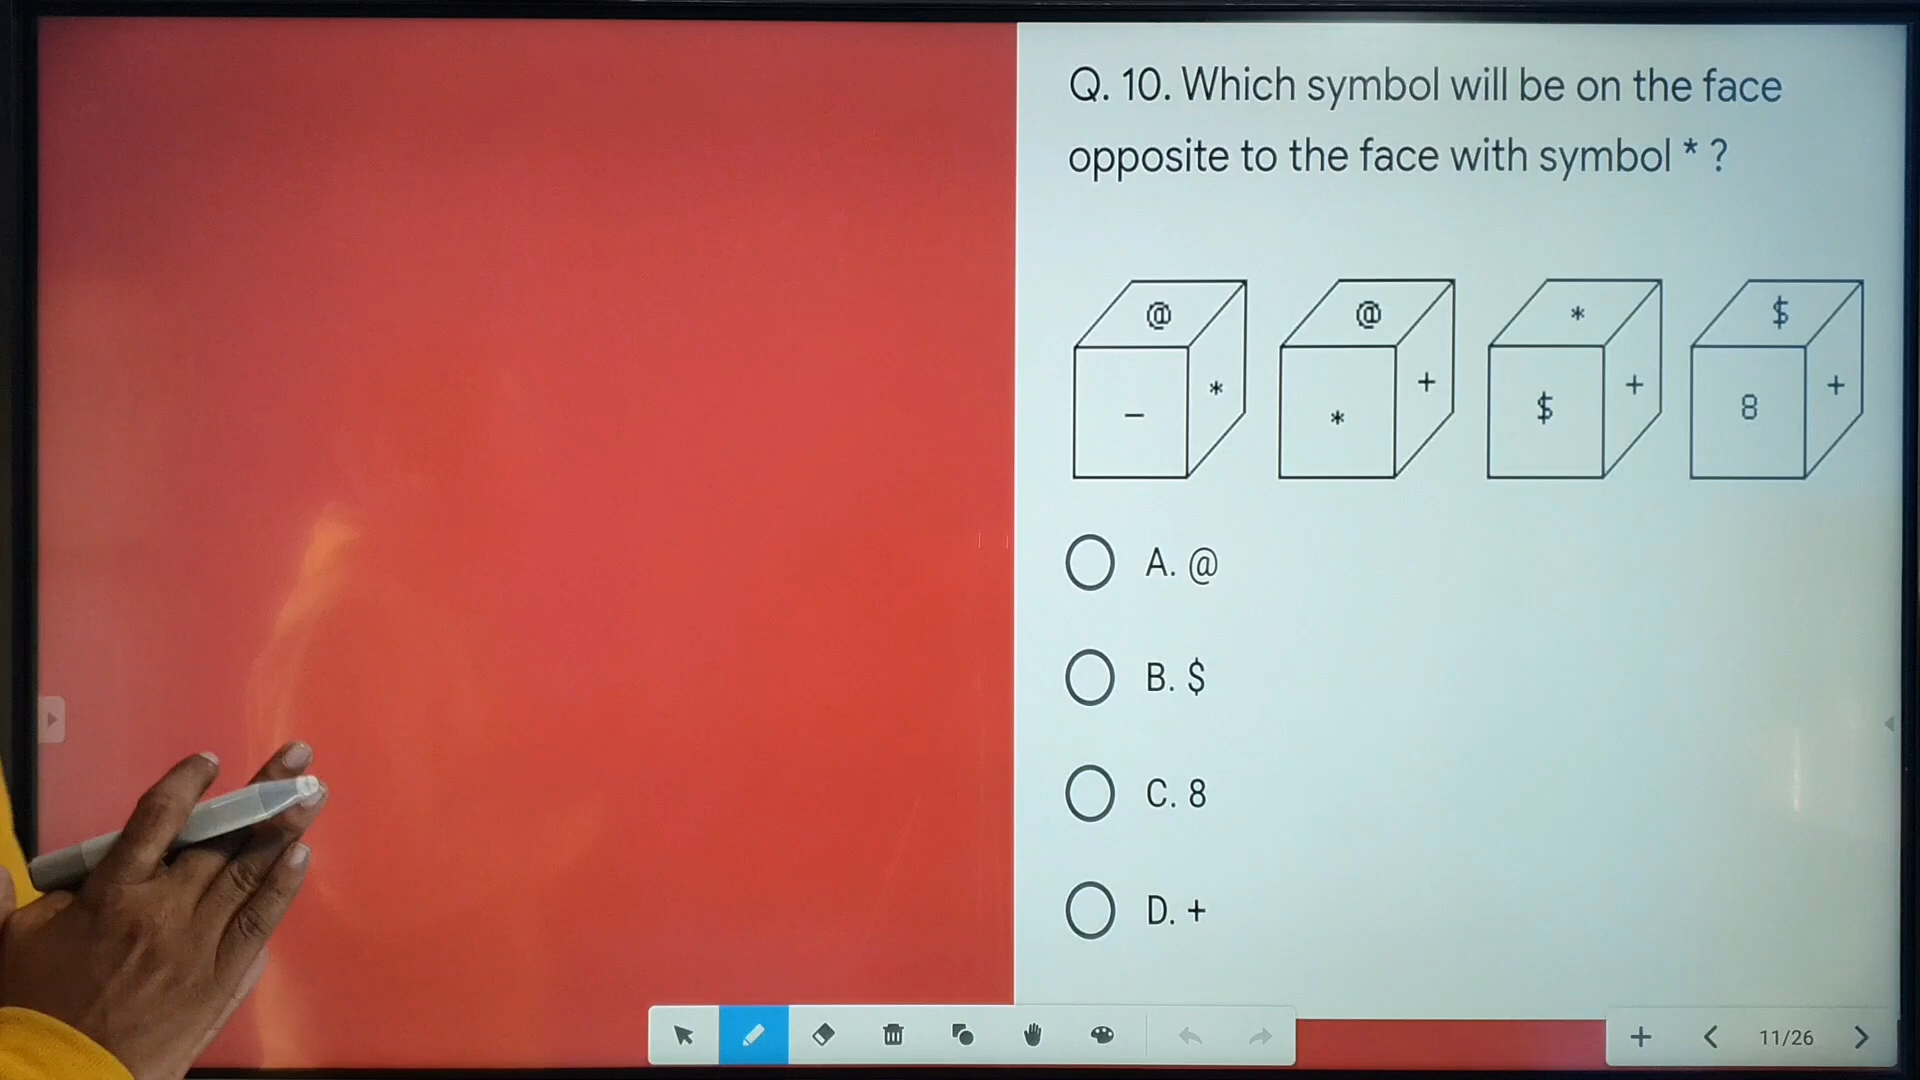 Q. 10. Which symbol will be on the face
opposite to the face with symbol * ?
@
–
*
@
*
+
*
$
+
$
8
+
A. @
B. $
C. 8
D. +
11/26